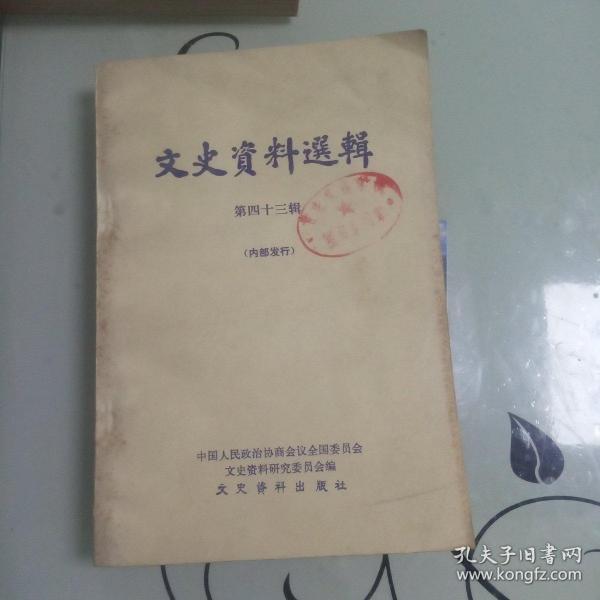 文史資料選輯
第四十三辑
（内部发行）
中国人民政治协商会议全国委员会
文史资料研究委员会编
文史资料出版社
孔夫子旧书网
www.kongfz.com